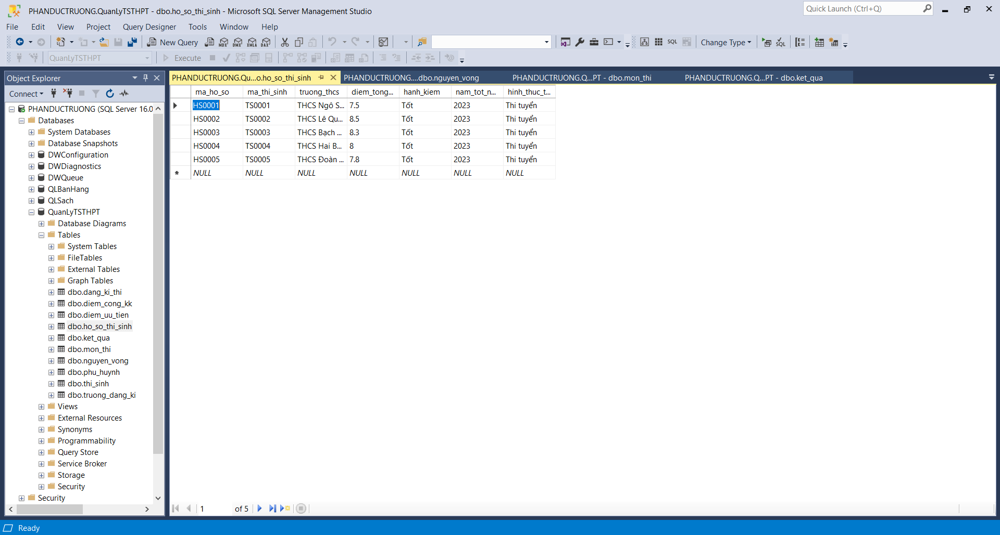 PHANDUCTRUONG.QuanLyTSTHPT - dbo.ho_so_thi_sinh - Microsoft SQL Server Management Studio
Quick Launch (Ctrl+Q)
File Edit View Project Query Designer Tools Window Help
New Query MDX DMX XMLA DAX SQL Change Type SQL
QuanLyTSTHPT Execute
Object Explorer
Connect
PHANDUCTRUONG (SQL Server 16.0
Databases
System Databases
Database Snapshots
DWConfiguration
DWDiagnostics
DWQueue
QLBanHang
QLSach
QuanLyTSTHPT
Database Diagrams
Tables
System Tables
FileTables
External Tables
Graph Tables
dbo.dang_ki_thi
dbo.diem_cong_kk
dbo.diem_uu_tien
dbo.ho_so_thi_sinh
dbo.ket_qua
dbo.mon_thi
dbo.nguyen_vong
dbo.phu_huynh
dbo.thi_sinh
dbo.truong_dang_ki
Views
External Resources
Synonyms
Programmability
Query Store
Service Broker
Storage
Security
Security
PHANDUCTRUONG.Qu...o.ho_so_thi_sinh PHANDUCTRUONG....dbo.nguyen_vong PHANDUCTRUONG.Q...PT - dbo.mon_thi PHANDUCTRUONG.Q...PT - dbo.ket_qua
ma_ho_so ma_thi_sinh truong_thcs diem_tong... hanh_kiem nam_tot_n... hinh_thuc_t...
HS0001 TS0001 THCS Ngô S... 7.5 Tốt 2023 Thi tuyển
HS0002 TS0002 THCS Lê Qu... 8.5 Tốt 2023 Thi tuyển
HS0003 TS0003 THCS Bạch ... 8.3 Tốt 2023 Thi tuyển
HS0004 TS0004 THCS Hai B... 8 Tốt 2023 Thi tuyển
HS0005 TS0005 THCS Đoàn ... 7.8 Tốt 2023 Thi tuyển
NULL NULL NULL NULL NULL NULL NULL
1 of 5
Ready